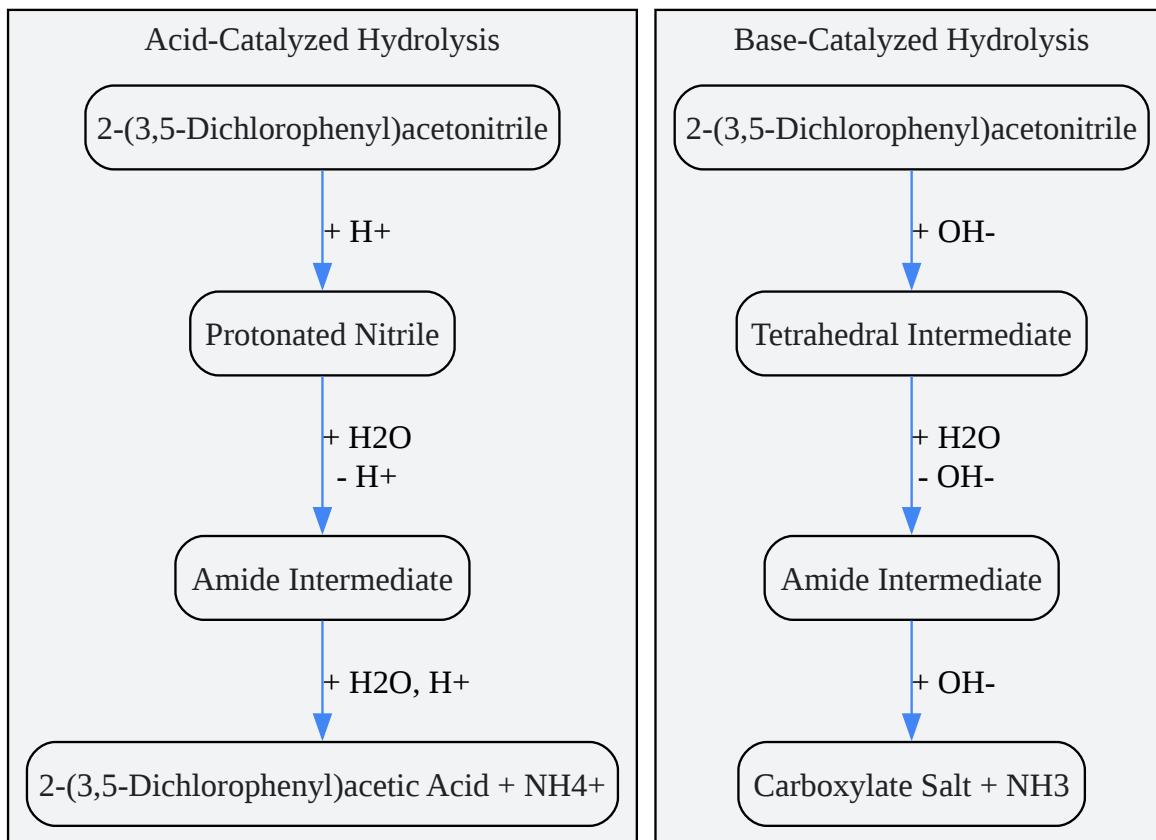 Acid-Catalyzed Hydrolysis
2-(3,5-Dichlorophenyl)acetonitrile
+ H+
Protonated Nitrile
+ H2O
- H+
Amide Intermediate
+ H2O, H+
2-(3,5-Dichlorophenyl)acetic Acid + NH4+
Base-Catalyzed Hydrolysis
2-(3,5-Dichlorophenyl)acetonitrile
+ OH-
Tetrahedral Intermediate
+ H2O
- OH-
Amide Intermediate
+ OH-
Carboxylate Salt + NH3